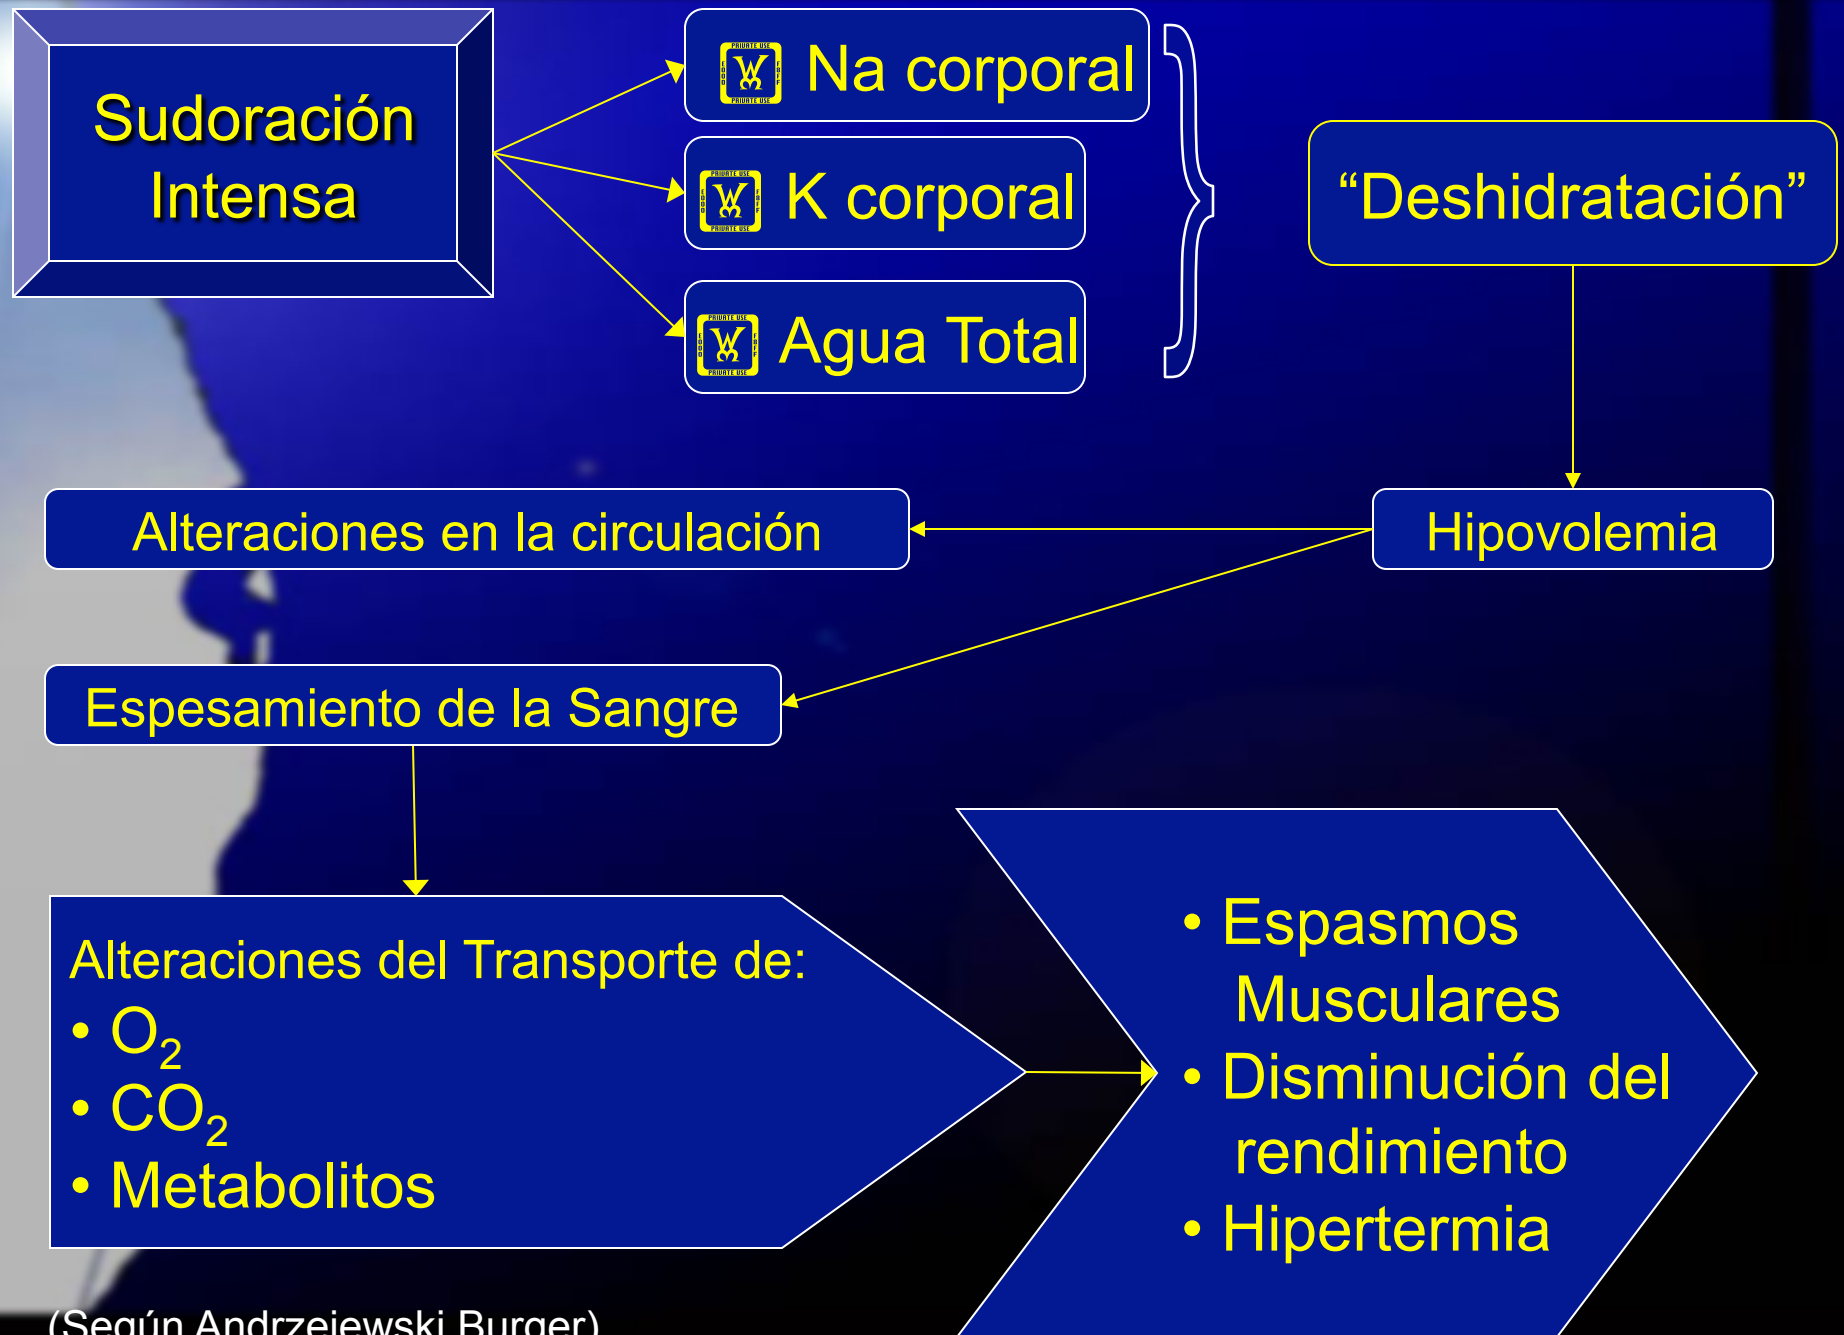 Sudoración
Intensa
Na corporal
K corporal
Agua Total
“Deshidratación”
Hipovolemia
Alteraciones en la circulación
Espesamiento de la Sangre
Alteraciones del Transporte de:
• O₂
• CO₂
• Metabolitos
• Espasmos
Musculares
• Disminución del
rendimiento
• Hipertermia
(Según Andrzejewski Burger)